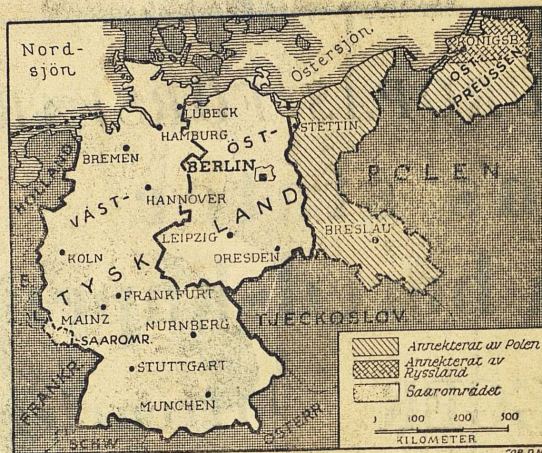 Nord-
sjön
Östersjön
KÖNIGSB.
ÖST-
PREUSSEN
LÜBECK
HAMBURG
STETTIN
BREMEN
ÖST-
BERLIN
HOLLAND
POLEN
VÄST-
HANNOVER
LAND
LEIPZIG
BRESLAU
KÖLN
DRESDEN
TYSK
FRANKFURT
MAINZ
NÜRNBERG
TJECKOSLOV.
SAAROMR.
STUTTGART
FRANKR.
MÜNCHEN
ÖSTERR.
SCHW.
Annekterat av Polen
Annekterat av
Ryssland
Saarområdet
100 200 300
KILOMETER